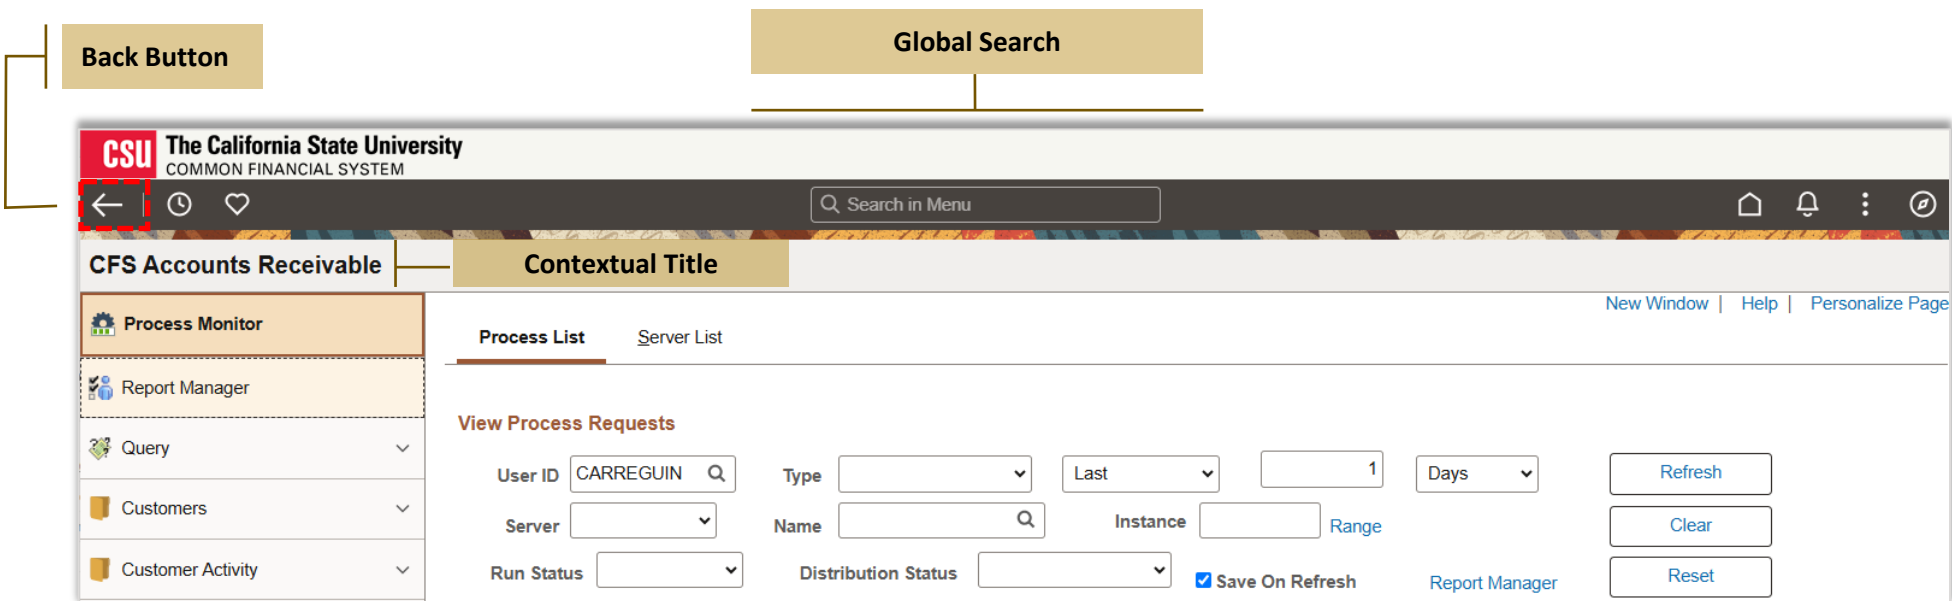 Global Search
Back Button
CSU The California State University
COMMON FINANCIAL SYSTEM
Search in Menu
CFS Accounts Receivable
Contextual Title
New Window | Help | Personalize Page
Process Monitor
Process List Server List
Report Manager
View Process Requests
Query
User ID CARREGUIN Type Last 1 Days Refresh
Customers
Server Name Instance Range Clear
Customer Activity
Run Status Distribution Status Save On Refresh Report Manager Reset